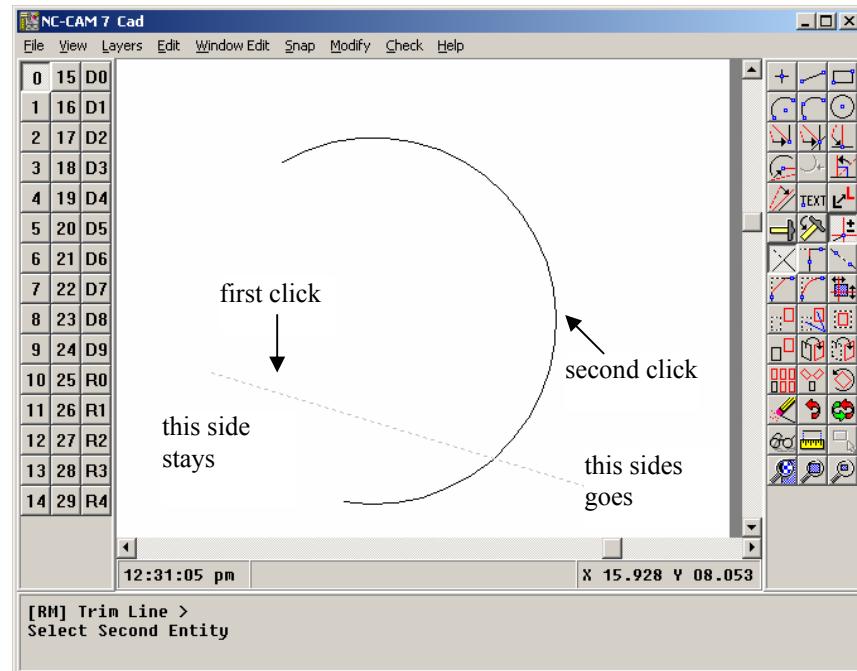 NC-CAM 7 Cad
File View Layers Edit Window Edit Snap Modify Check Help
0 15 D0
1 16 D1
2 17 D2
3 18 D3
4 19 D4
5 20 D5
6 21 D6
7 22 D7
8 23 D8
9 24 D9
10 25 R0
11 26 R1
12 27 R2
13 28 R3
14 29 R4
first click
second click
this side
stays
this sides
goes
TEXT
12:31:05 pm
X 15.928 Y 08.053
[RM] Trim Line >
Select Second Entity